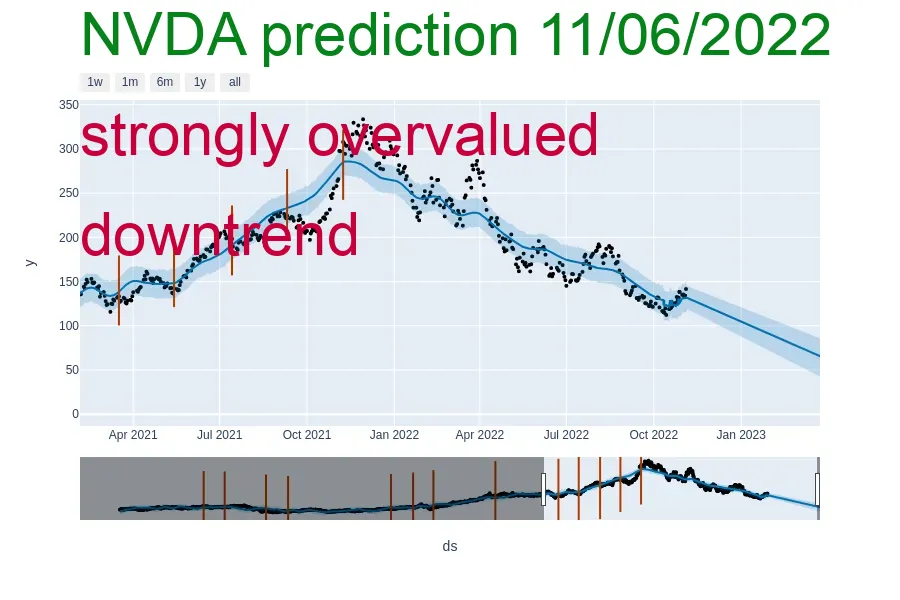 NVDA prediction 11/06/2022
1w 1m 6m 1y all
350
strongly overvalued
300
250
downtrend
200
150
100
50
0
y
Apr 2021 Jul 2021 Oct 2021 Jan 2022 Apr 2022 Jul 2022 Oct 2022 Jan 2023
ds